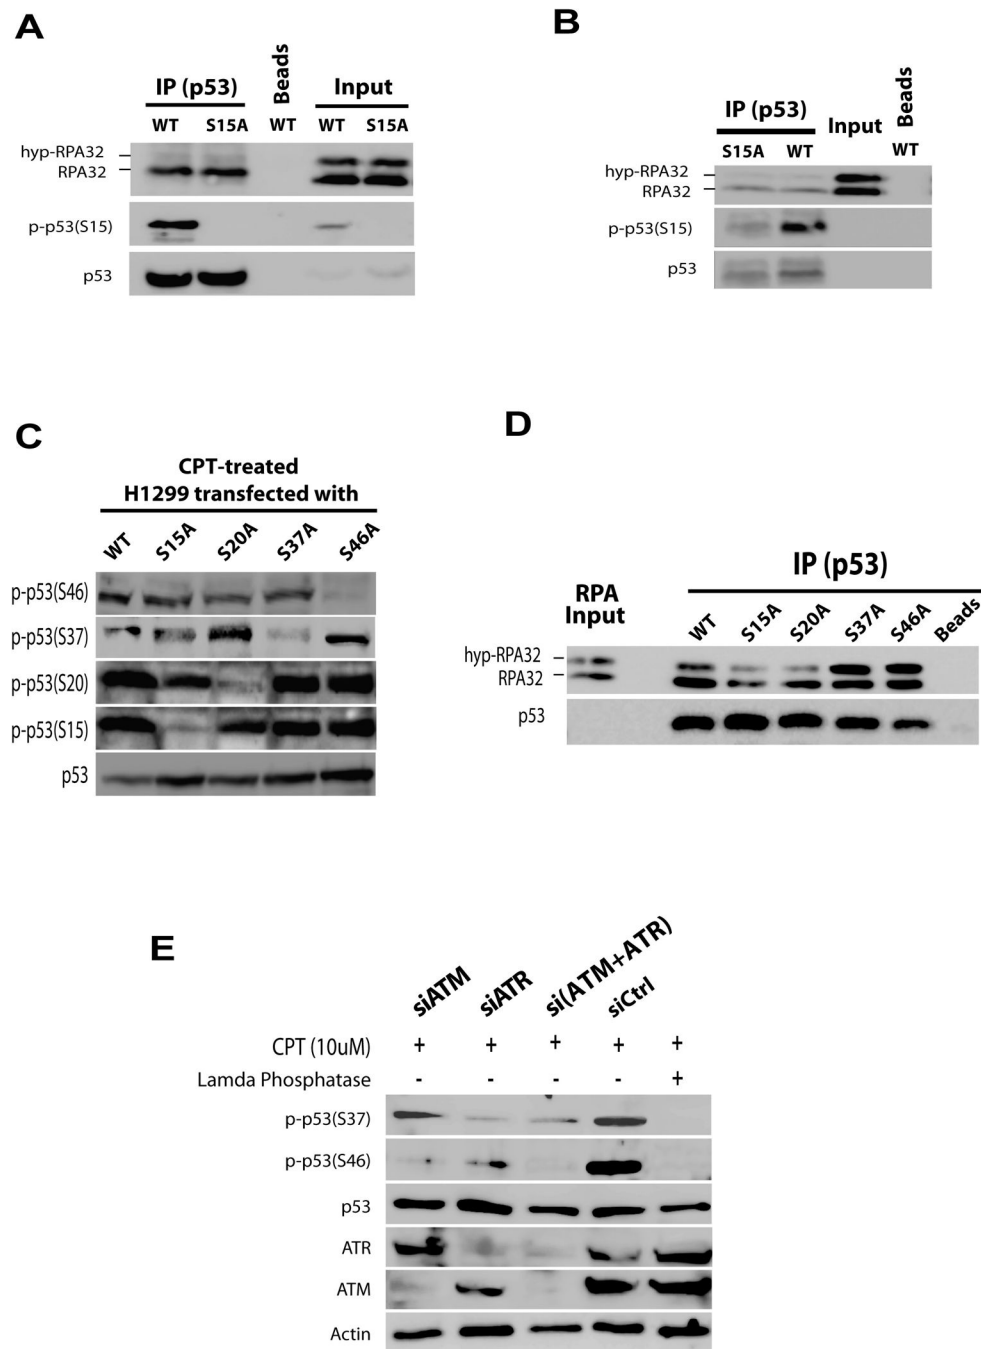 A
IP (p53)
Beads
Input
WT
S15A
WT
WT
S15A
hyp-RPA32
RPA32
p-p53(S15)
p53
B
IP (p53)
Input
Beads
S15A
WT
WT
hyp-RPA32
RPA32
p-p53(S15)
p53
C
CPT-treated
H1299 transfected with
WT
S15A
S20A
S37A
S46A
p-p53(S46)
p-p53(S37)
p-p53(S20)
p-p53(S15)
p53
D
RPA
Input
IP (p53)
WT
S15A
S20A
S37A
S46A
Beads
hyp-RPA32
RPA32
p53
E
siATM
siATR
si(ATM+ATR)
siCtrl
CPT (10uM) + + + + +
Lamda Phosphatase - - - - +
p-p53(S37)
p-p53(S46)
p53
ATR
ATM
Actin